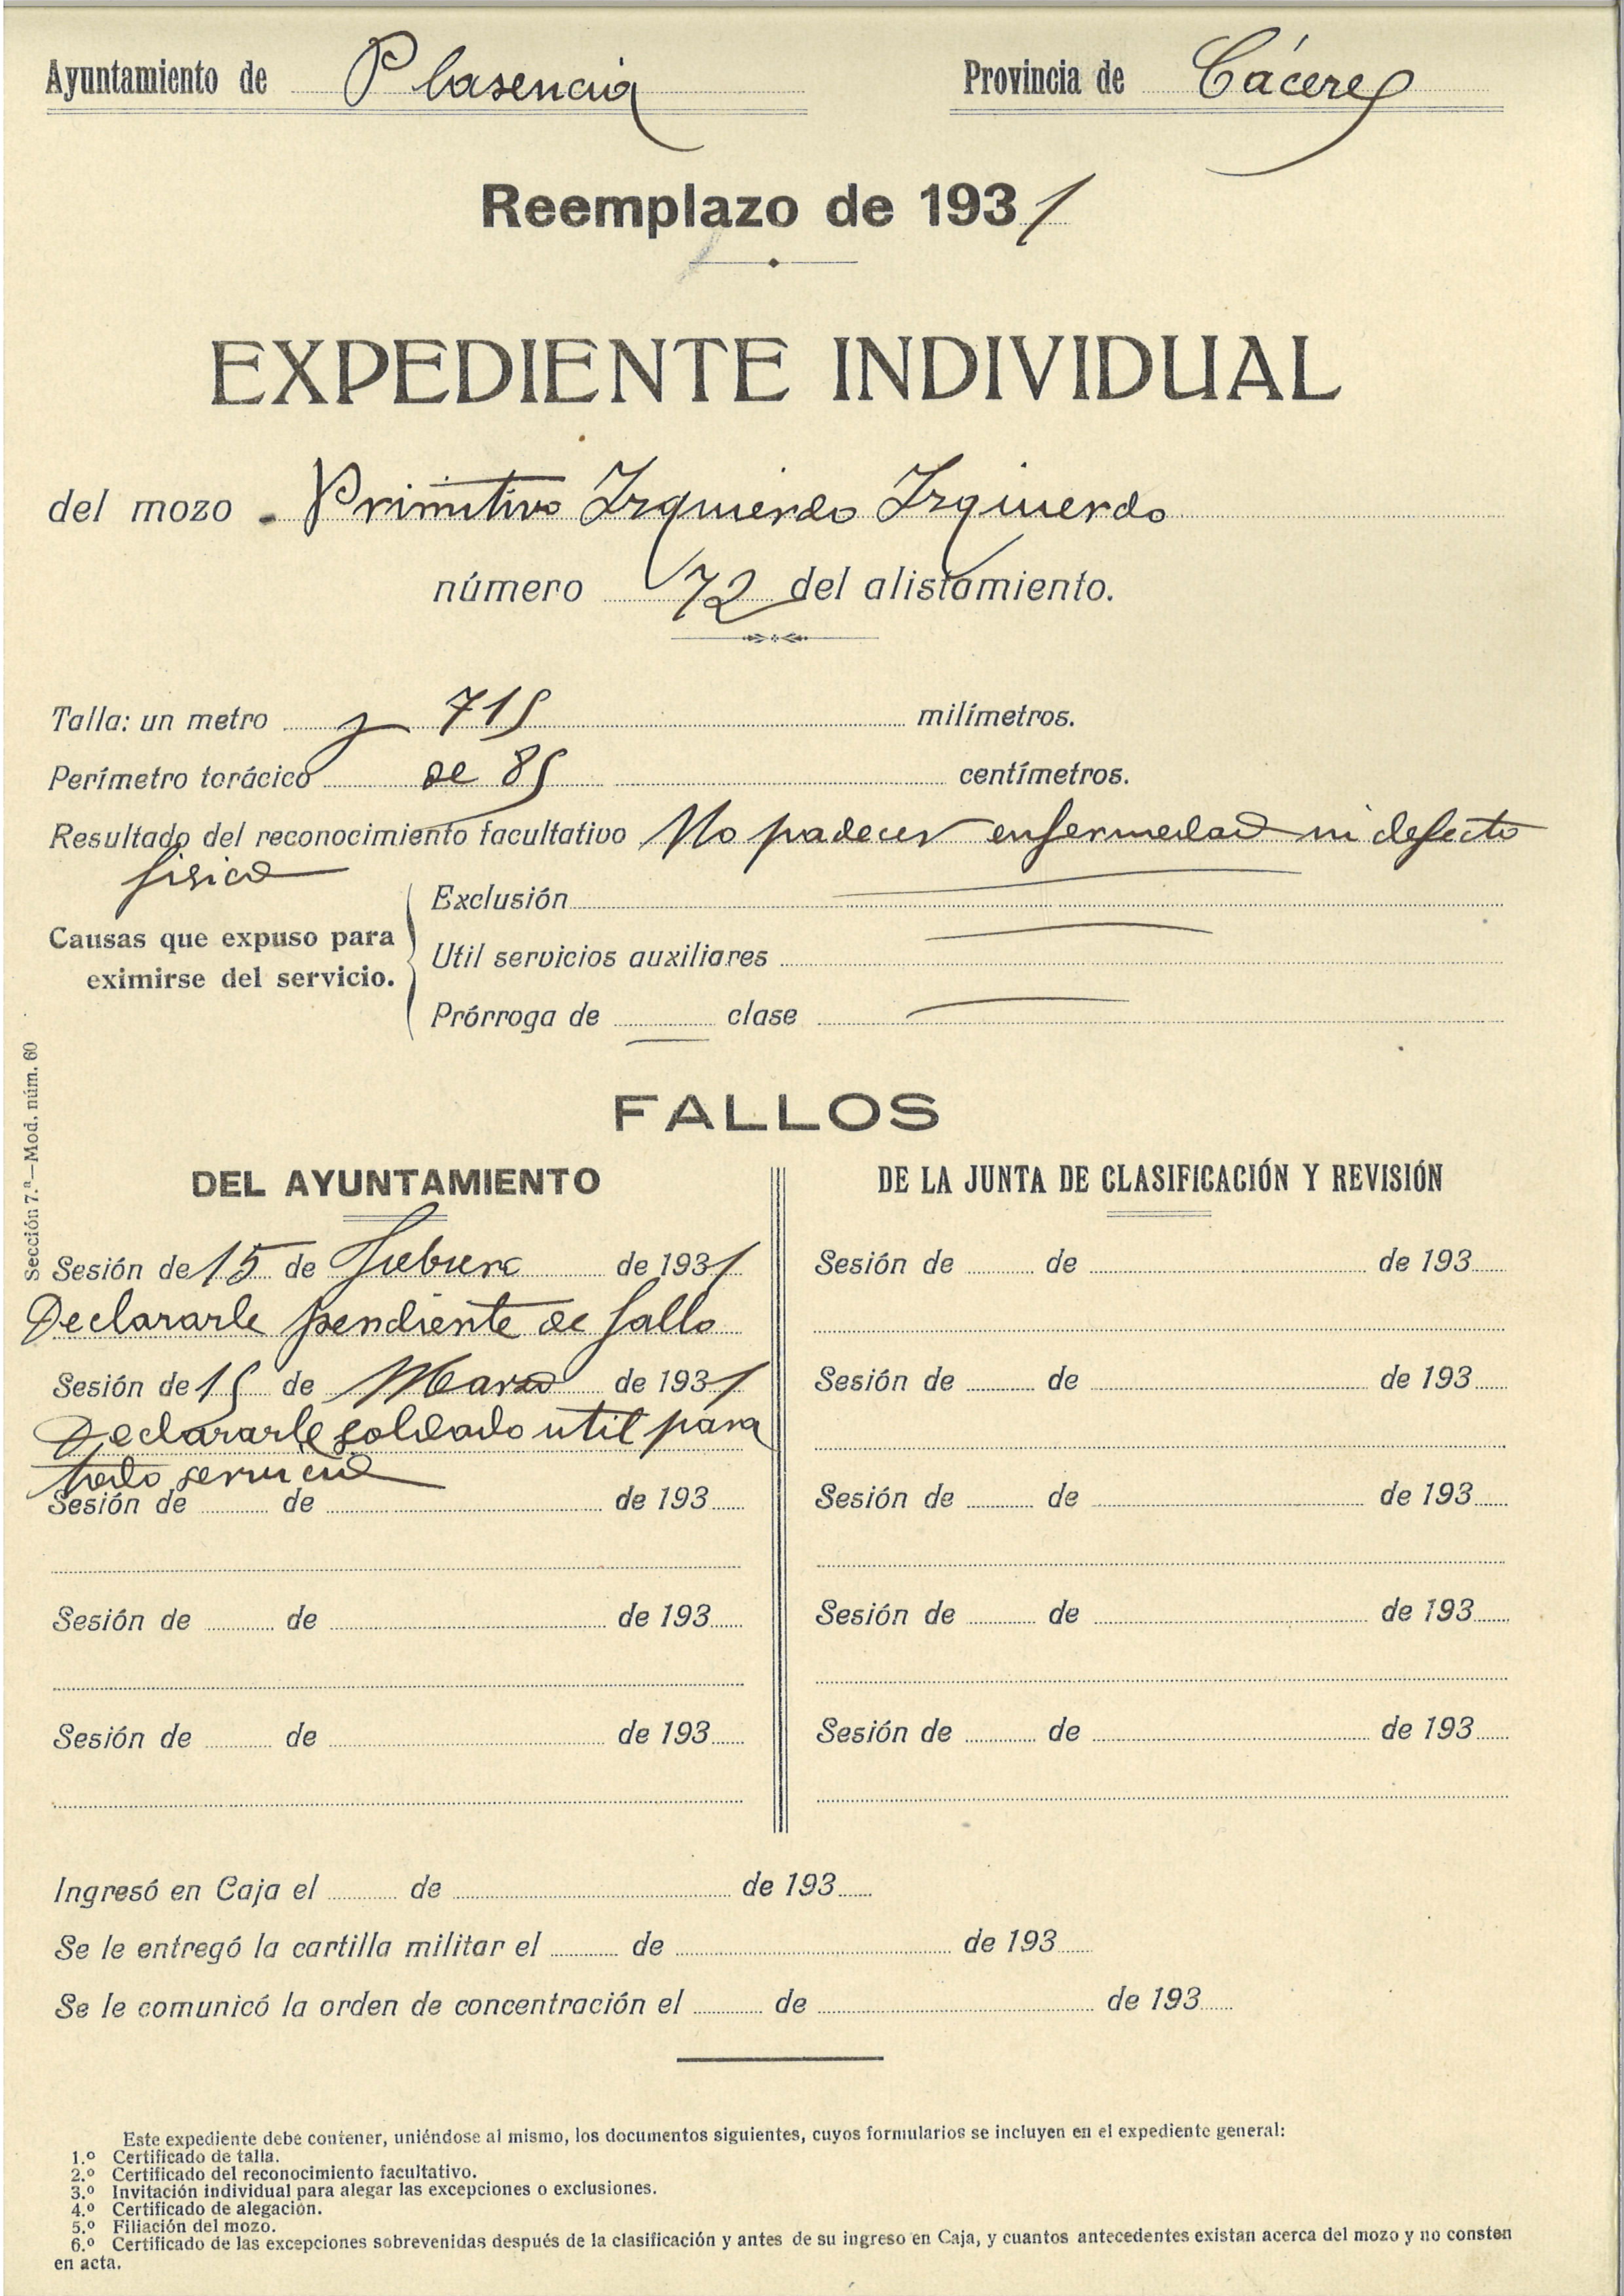 Ayuntamiento de Plasencia Provincia de Cáceres
Reemplazo de 1931
EXPEDIENTE INDIVIDUAL
del mozo Primitivo Izquierdo Izquierdo
número 72 del alistamiento.
Talla: un metro y 715 milímetros.
Perímetro torácico de 85 centímetros.
Resultado del reconocimiento facultativo No padecer enfermedad ni defecto
fisico
Causas que expuso para
eximirse del servicio.
Exclusión
Util servicios auxiliares
Prórroga de clase
Sección 7.ª—Mod. núm. 60
FALLOS
DEL AYUNTAMIENTO
Sesión de 15 de Febrero de 1931
Declararle pendiente de fallo
Sesión de 15 de Marzo de 1931
Declararle soldado util para
todo servicio
Sesión de de de 193
Sesión de de de 193
Sesión de de de 193
DE LA JUNTA DE CLASIFICACIÓN Y REVISIÓN
Sesión de de de 193
Sesión de de de 193
Sesión de de de 193
Sesión de de de 193
Sesión de de de 193
Ingresó en Caja el de de 193
Se le entregó la cartilla militar el de de 193
Se le comunicó la orden de concentración el de de 193
Este expediente debe contener, uniéndose al mismo, los documentos siguientes, cuyos formularios se incluyen en el expediente general:
1.º Certificado de talla.
2.º Certificado del reconocimiento facultativo.
3.º Invitación individual para alegar las excepciones o exclusiones.
4.º Certificado de alegación.
5.º Filiación del mozo.
6.º Certificado de las excepciones sobrevenidas después de la clasificación y antes de su ingreso en Caja, y cuantos antecedentes existan acerca del mozo y no consten
en acta.